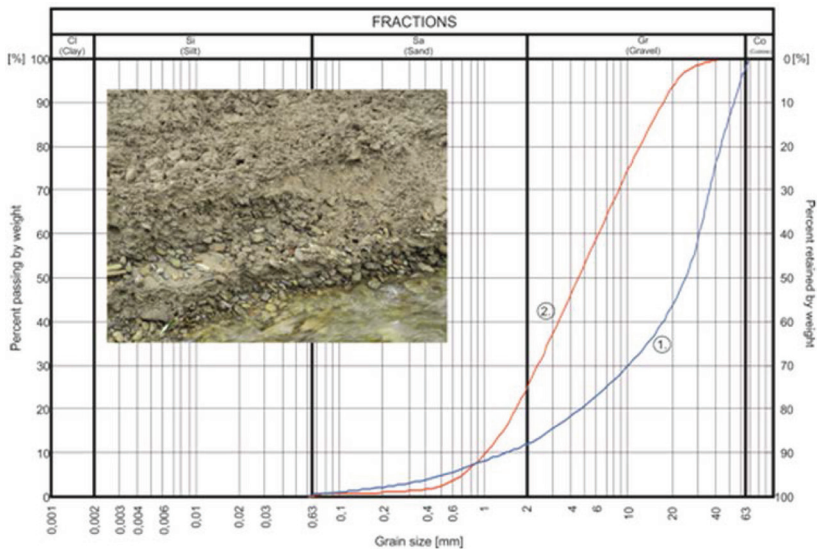 FRACTIONS
Cl Si Sa Gr Co
(Clay) (Silt) (Sand) (Gravel)
[%] 100 0 [%]
90 10
80 20
70 30
60 40
50 50
40 60
30 70
20 80
10 90
0 100
Percent passing by weight
Percent retained by weight
2.
1.
0,001 0,002 0,003 0,004 0,006 0,01 0,02 0,03 0,63 0,1 0,2 0,4 0,6 1 2 4 6 10 20 40 63
Grain size [mm]